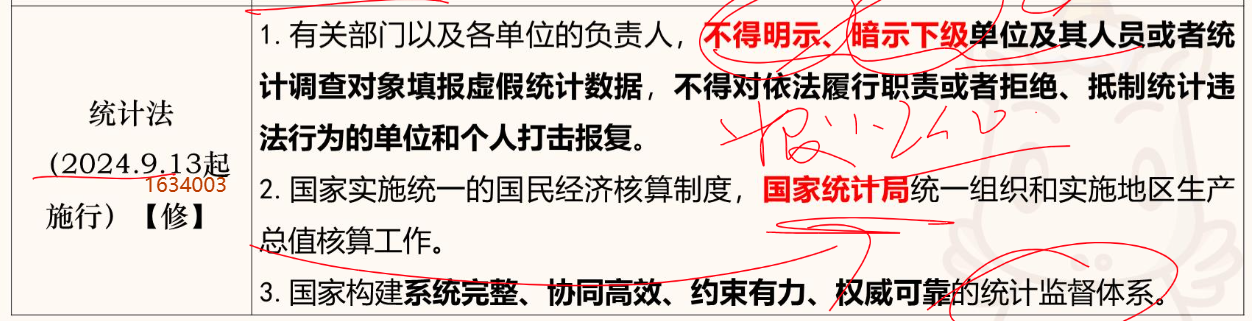 统计法
（2024.9.13起
1634003
施行）【修】
1. 有关部门以及各单位的负责人，不得明示、暗示下级单位及其人员或者统
计调查对象填报虚假统计数据，不得对依法履行职责或者拒绝、抵制统计违
法行为的单位和个人打击报复。
2. 国家实施统一的国民经济核算制度，国家统计局统一组织和实施地区生产
总值核算工作。
3. 国家构建系统完整、协同高效、约束有力、权威可靠的统计监督体系。